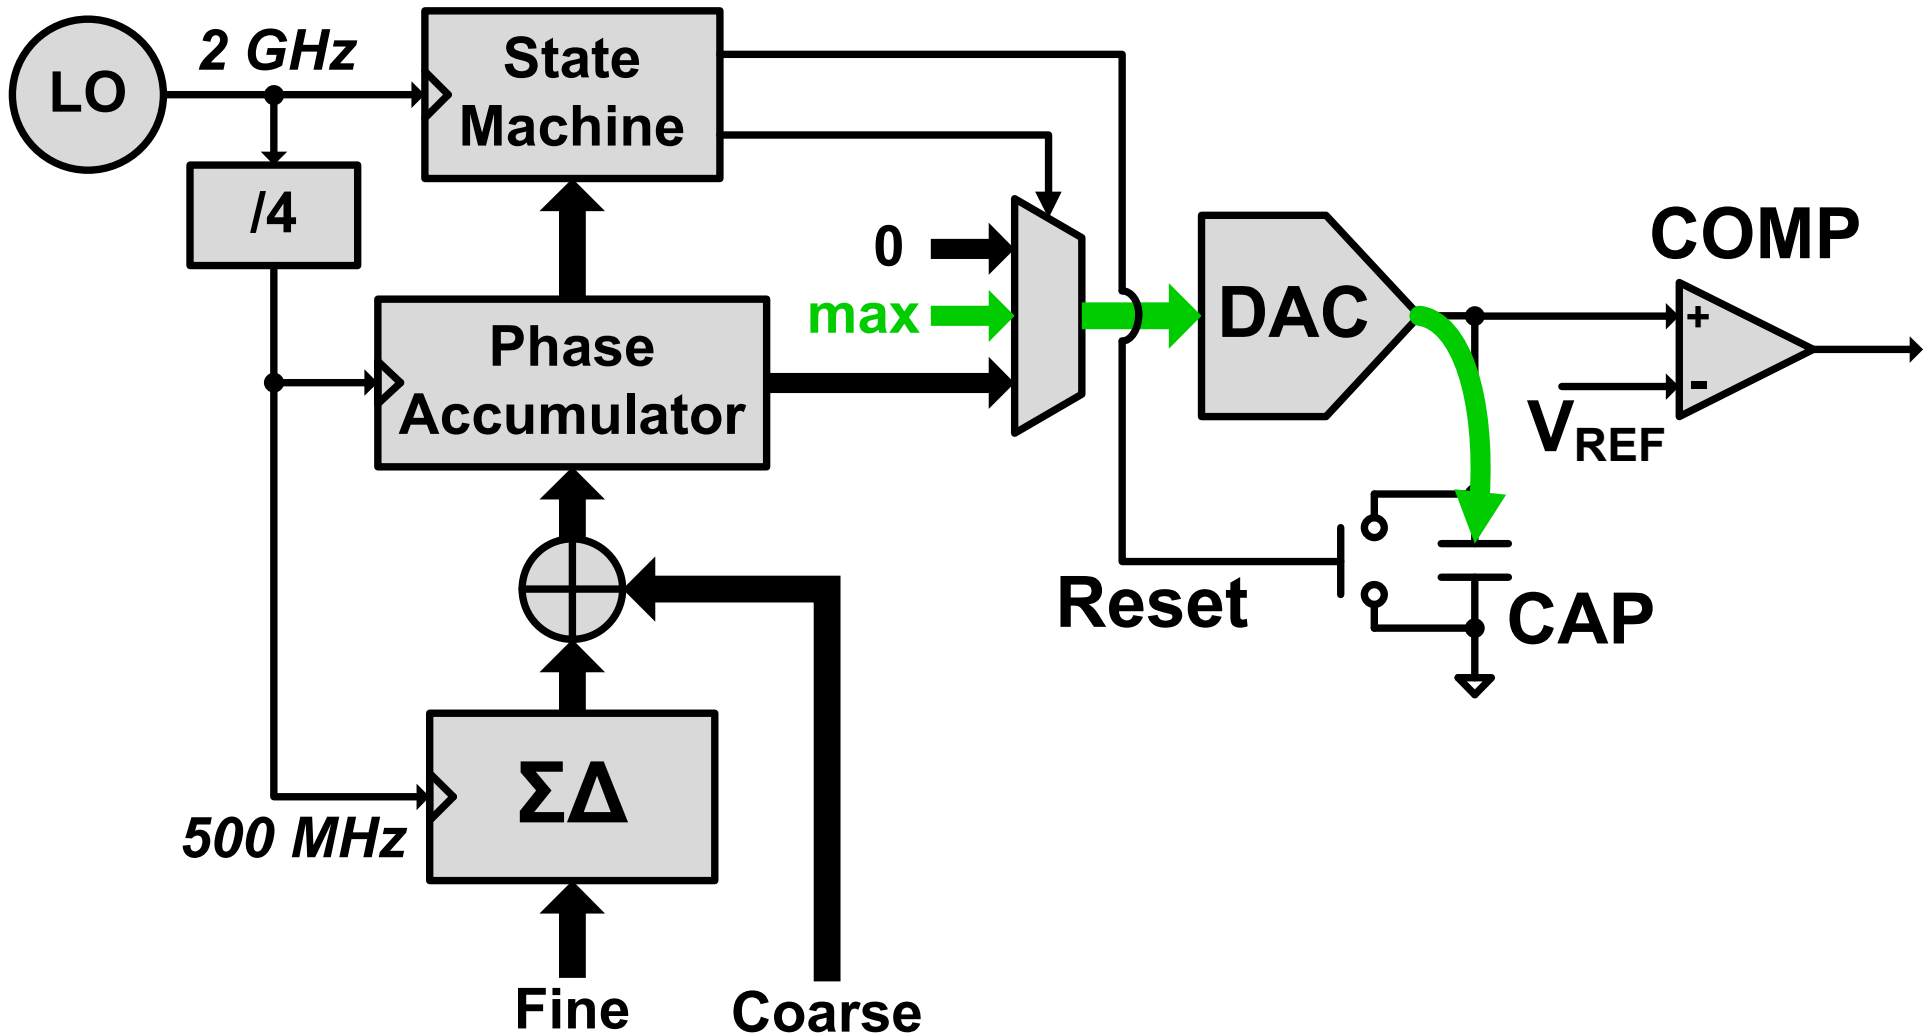 LO
2 GHz
State
Machine
/4
0
max
DAC
COMP
+
-
VREF
Phase
Accumulator
Reset
CAP
ΣΔ
500 MHz
Fine
Coarse